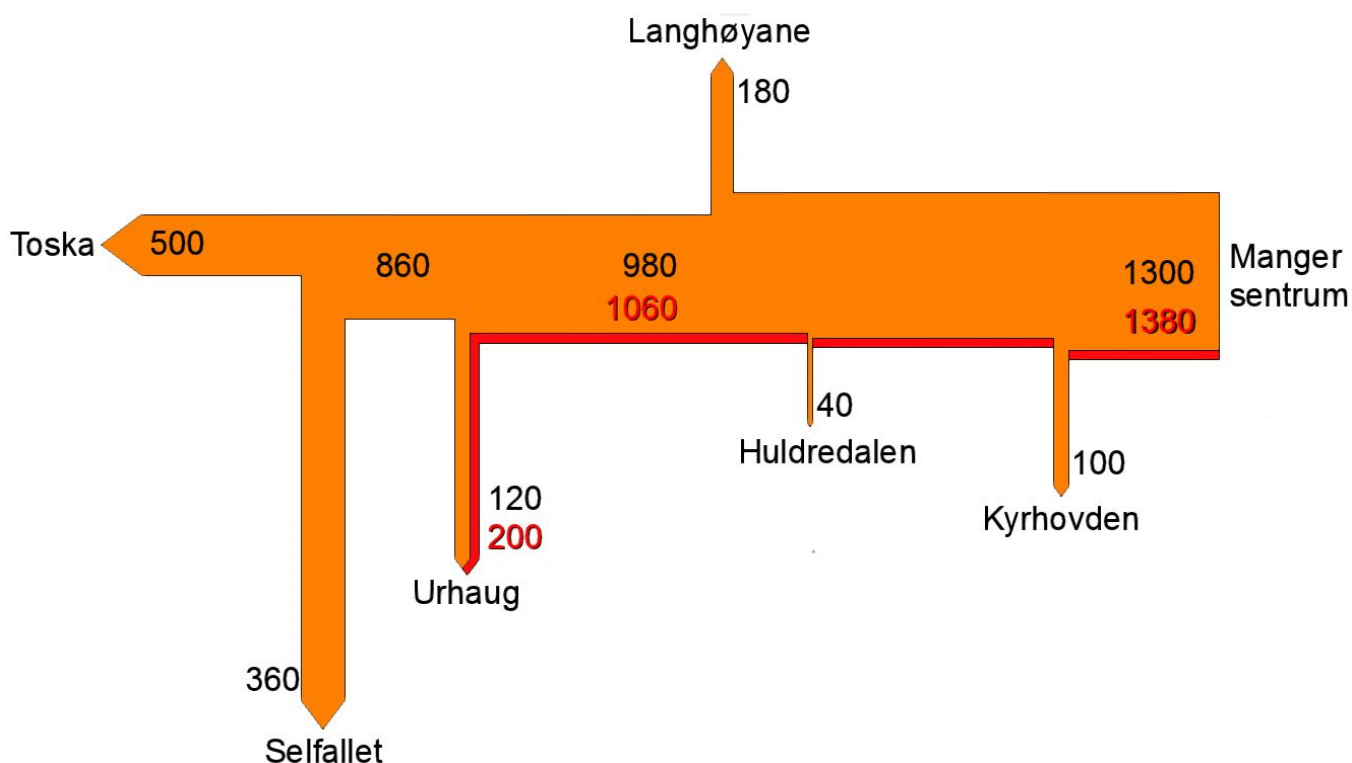 Langhøyane
180
Toska
500
860
980
1060
1300
1380
Manger
sentrum
40
Huldredalen
100
Kyrhovden
120
200
Urhaug
360
Selfallet